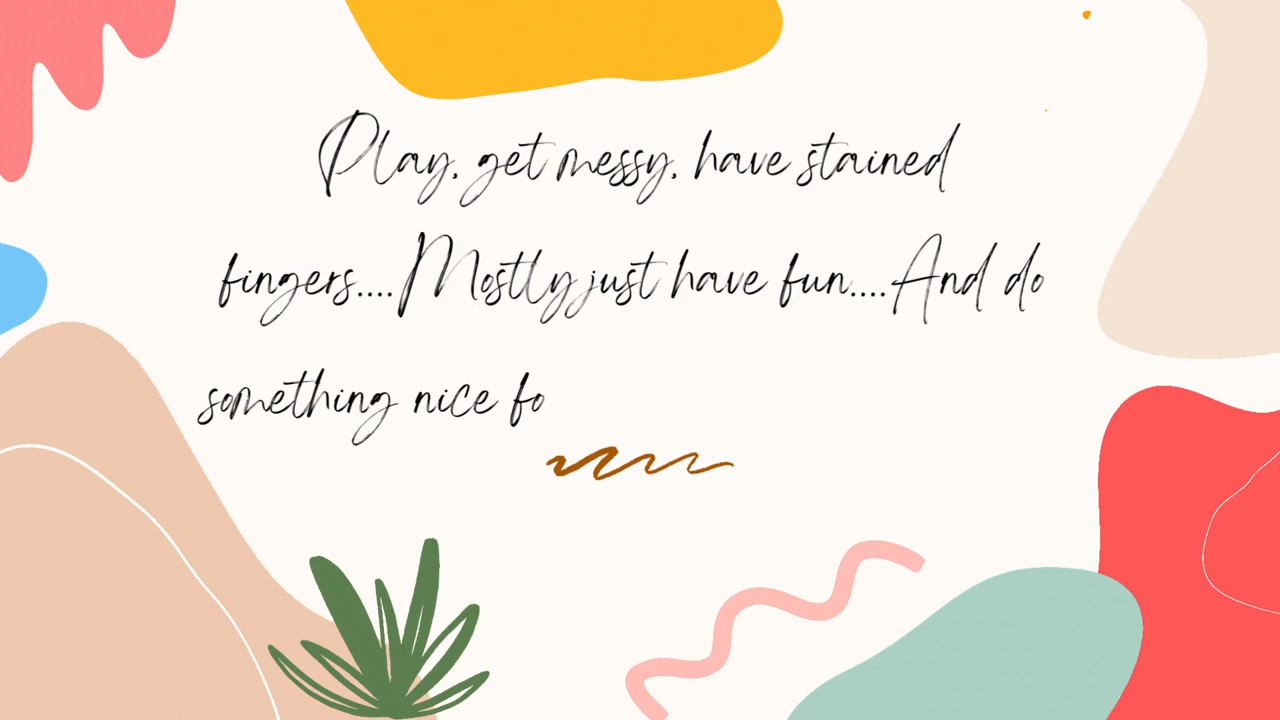 Play, get messy, have stained
fingers....Mostly just have fun....And do
something nice fo